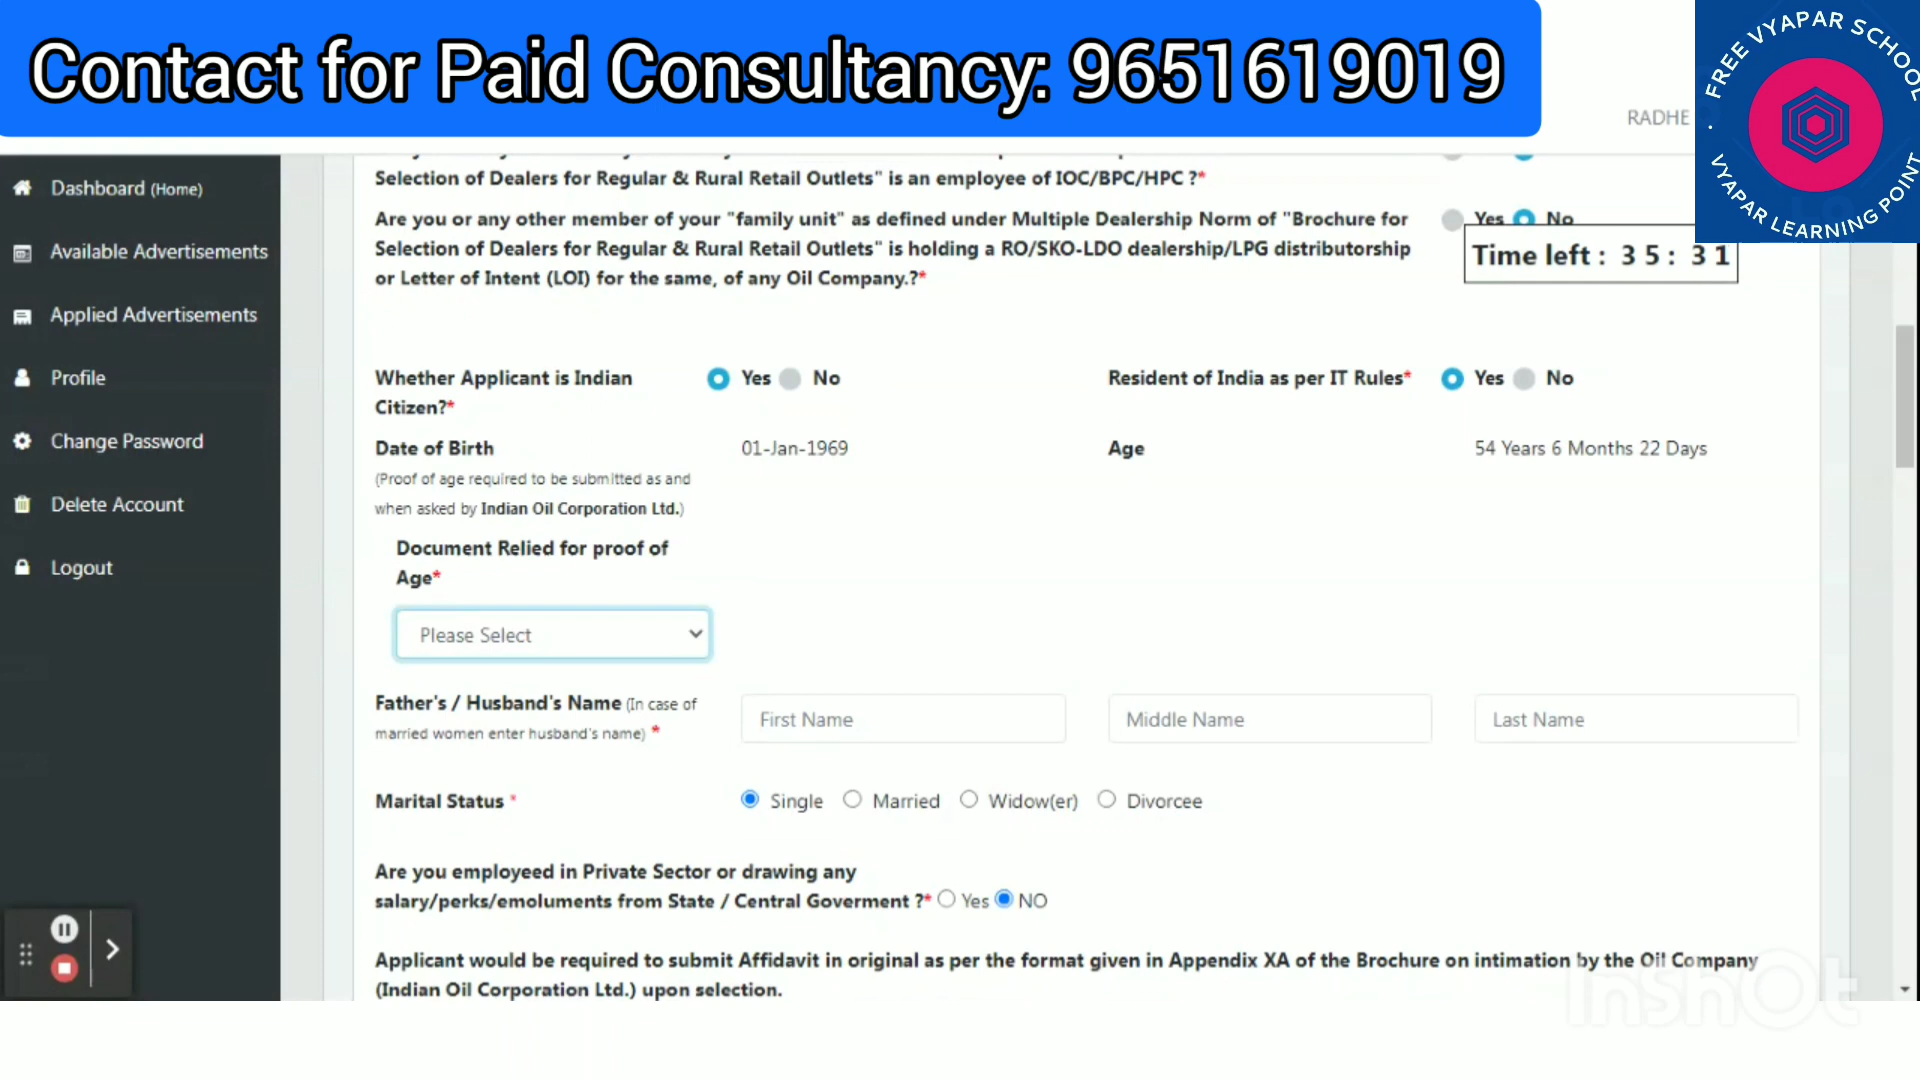 Contact for Paid Consultancy: 9651619019
FREE VYAPAR SCHOOL
VYAPAR LEARNING POINT
RADHE
Dashboard (Home)
Available Advertisements
Applied Advertisements
Profile
Change Password
Delete Account
Logout
Selection of Dealers for Regular & Rural Retail Outlets" is an employee of IOC/BPC/HPC ?*
Are you or any other member of your "family unit" as defined under Multiple Dealership Norm of "Brochure for Yes No
Selection of Dealers for Regular & Rural Retail Outlets" is holding a RO/SKO-LDO dealership/LPG distributorship
or Letter of Intent (LOI) for the same, of any Oil Company.?*
Time left : 3 5 : 3 1
Whether Applicant is Indian Citizen?* Yes No
Resident of India as per IT Rules* Yes No
Date of Birth 01-Jan-1969
Age 54 Years 6 Months 22 Days
(Proof of age required to be submitted as and
when asked by Indian Oil Corporation Ltd.)
Document Relied for proof of
Age*
Please Select
Father's / Husband's Name (In case of
married women enter husband's name) *
First Name
Middle Name
Last Name
Marital Status * Single Married Widow(er) Divorcee
Are you employeed in Private Sector or drawing any
salary/perks/emoluments from State / Central Goverment ?* Yes NO
Applicant would be required to submit Affidavit in original as per the format given in Appendix XA of the Brochure on intimation by the Oil Company
(Indian Oil Corporation Ltd.) upon selection.
InShOt